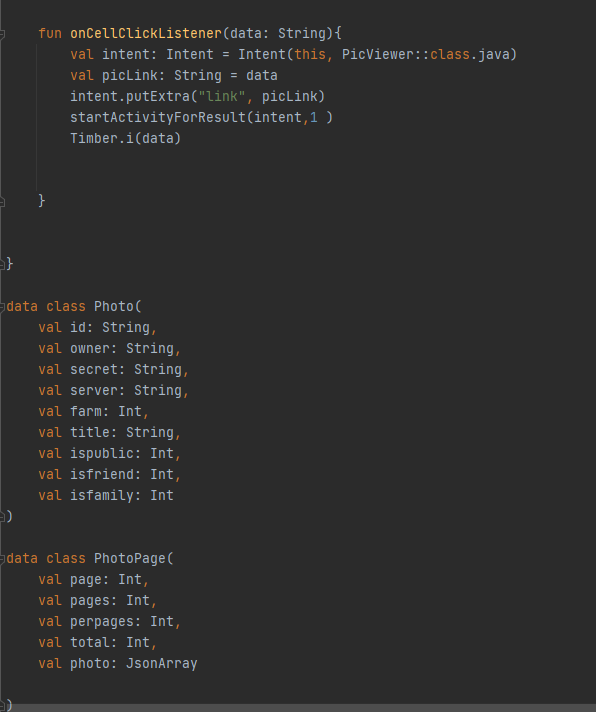 fun onCellClickListener(data: String){
val intent: Intent = Intent(this, PicViewer::class.java)
val picLink: String = data
intent.putExtra("link", picLink)
startActivityForResult(intent,1 )
Timber.i(data)
}
}
data class Photo(
val id: String,
val owner: String,
val secret: String,
val server: String,
val farm: Int,
val title: String,
val ispublic: Int,
val isfriend: Int,
val isfamily: Int
)
data class PhotoPage(
val page: Int,
val pages: Int,
val perpages: Int,
val total: Int,
val photo: JsonArray
)